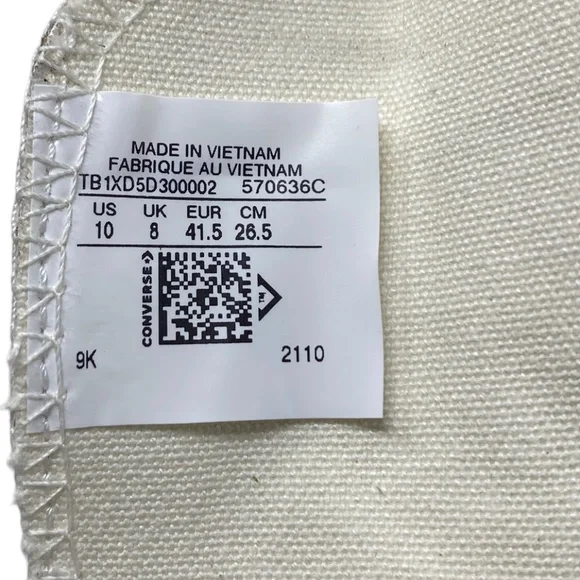 MADE IN VIETNAM
FABRIQUE AU VIETNAM
TB1XD5D300002 570636C
US UK EUR CM
10 8 41.5 26.5
CONVERSE
TM
9K 2110